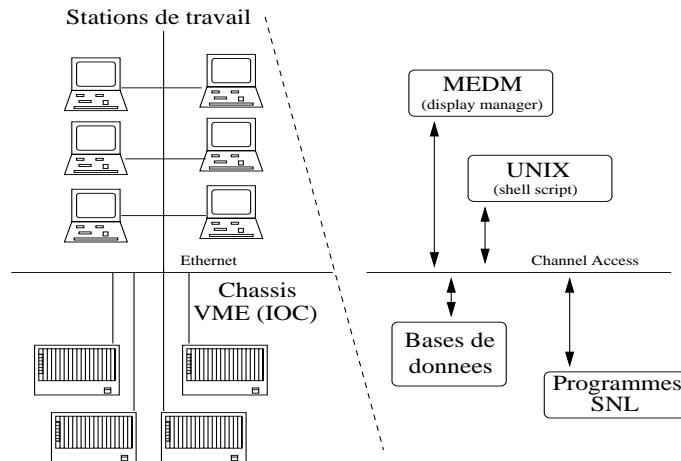 Stations de travail
MEDM
(display manager)
UNIX
(shell script)
Ethernet
Channel Access
Chassis
VME (IOC)
Bases de
donnees
Programmes
SNL